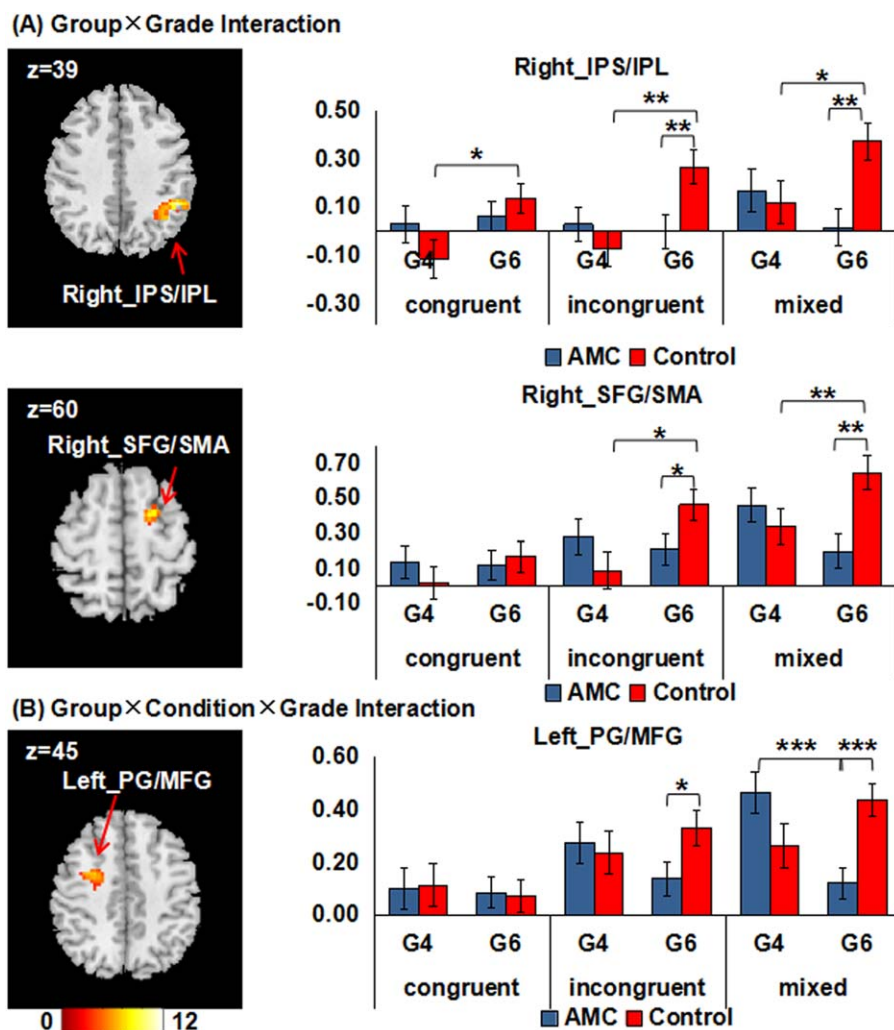 (A) Group×Grade Interaction
z=39
Right_IPS/IPL
Right_IPS/IPL
0.50
0.30
0.10
-0.10
-0.30
* ** ** * **
G4 G6 G4 G6 G4 G6
congruent incongruent mixed
AMC Control
z=60
Right_SFG/SMA
Right_SFG/SMA
0.70
0.50
0.30
0.10
-0.10
* * ** **
G4 G6 G4 G6 G4 G6
congruent incongruent mixed
AMC Control
(B) Group×Condition×Grade Interaction
z=45
Left_PG/MFG
0 12
Left_PG/MFG
0.60
0.40
0.20
0.00
* *** ***
G4 G6 G4 G6 G4 G6
congruent incongruent mixed
AMC Control